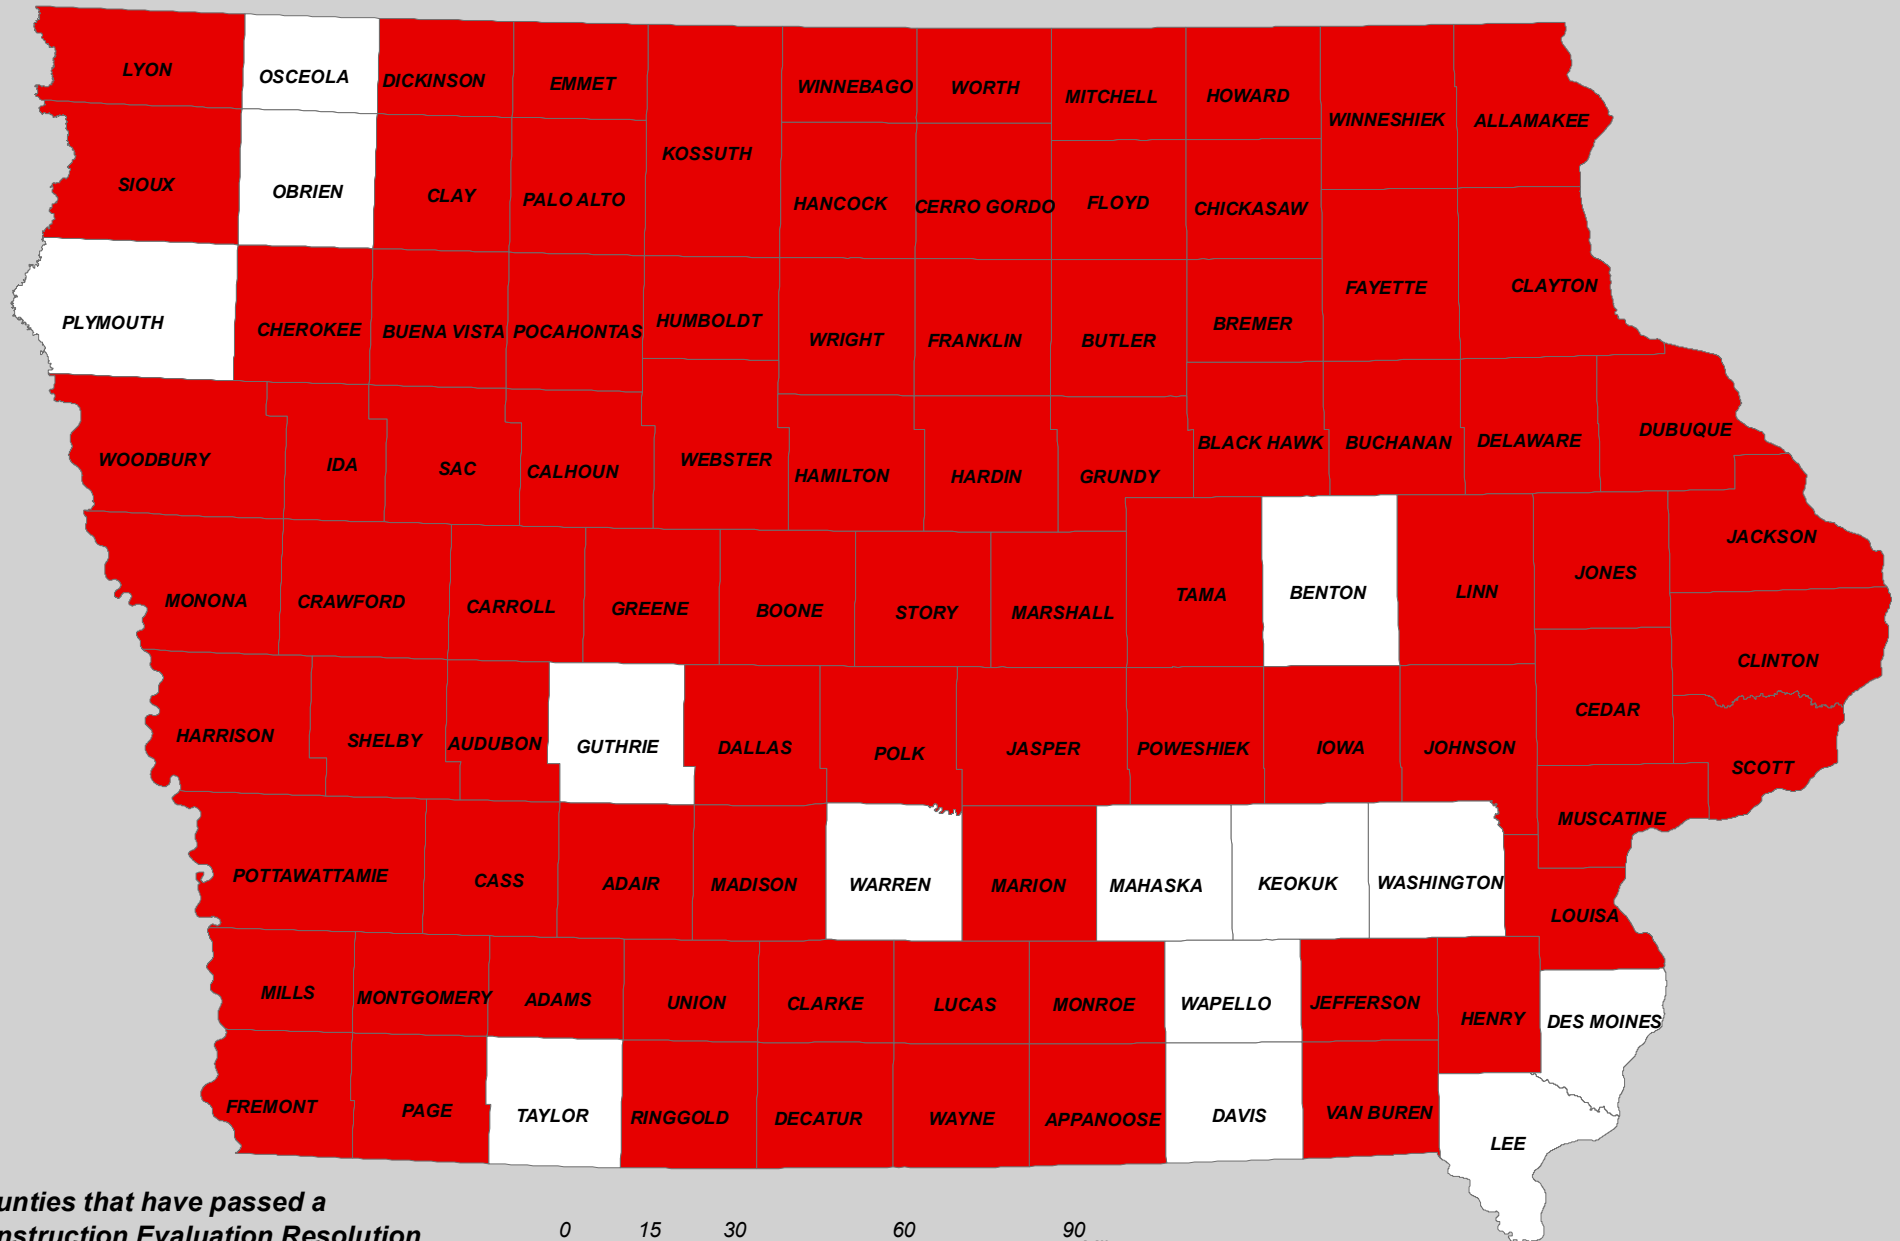 LYON
OSCEOLA
DICKINSON
EMMET
WINNEBAGO
WORTH
MITCHELL
HOWARD
WINNESHIEK
ALLAMAKEE
KOSSUTH
SIOUX
OBRIEN
CLAY
PALO ALTO
HANCOCK
CERRO GORDO
FLOYD
CHICKASAW
FAYETTE
CLAYTON
PLYMOUTH
CHEROKEE
BUENA VISTA
POCAHONTAS
HUMBOLDT
WRIGHT
FRANKLIN
BUTLER
BREMER
WOODBURY
IDA
SAC
CALHOUN
WEBSTER
HAMILTON
HARDIN
GRUNDY
BLACK HAWK
BUCHANAN
DELAWARE
DUBUQUE
MONONA
CRAWFORD
CARROLL
GREENE
BOONE
STORY
MARSHALL
TAMA
BENTON
LINN
JONES
JACKSON
CLINTON
HARRISON
SHELBY
AUDUBON
GUTHRIE
DALLAS
POLK
JASPER
POWESHIEK
IOWA
JOHNSON
CEDAR
SCOTT
MUSCATINE
POTTAWATTAMIE
CASS
ADAIR
MADISON
WARREN
MARION
MAHASKA
KEOKUK
WASHINGTON
LOUISA
MILLS
MONTGOMERY
ADAMS
UNION
CLARKE
LUCAS
MONROE
WAPELLO
JEFFERSON
HENRY
DES MOINES
FREMONT
PAGE
TAYLOR
RINGGOLD
DECATUR
WAYNE
APPANOOSE
DAVIS
VAN BUREN
LEE
unties that have passed a
nstruction Evaluation Resolution
0 15 30 60 90